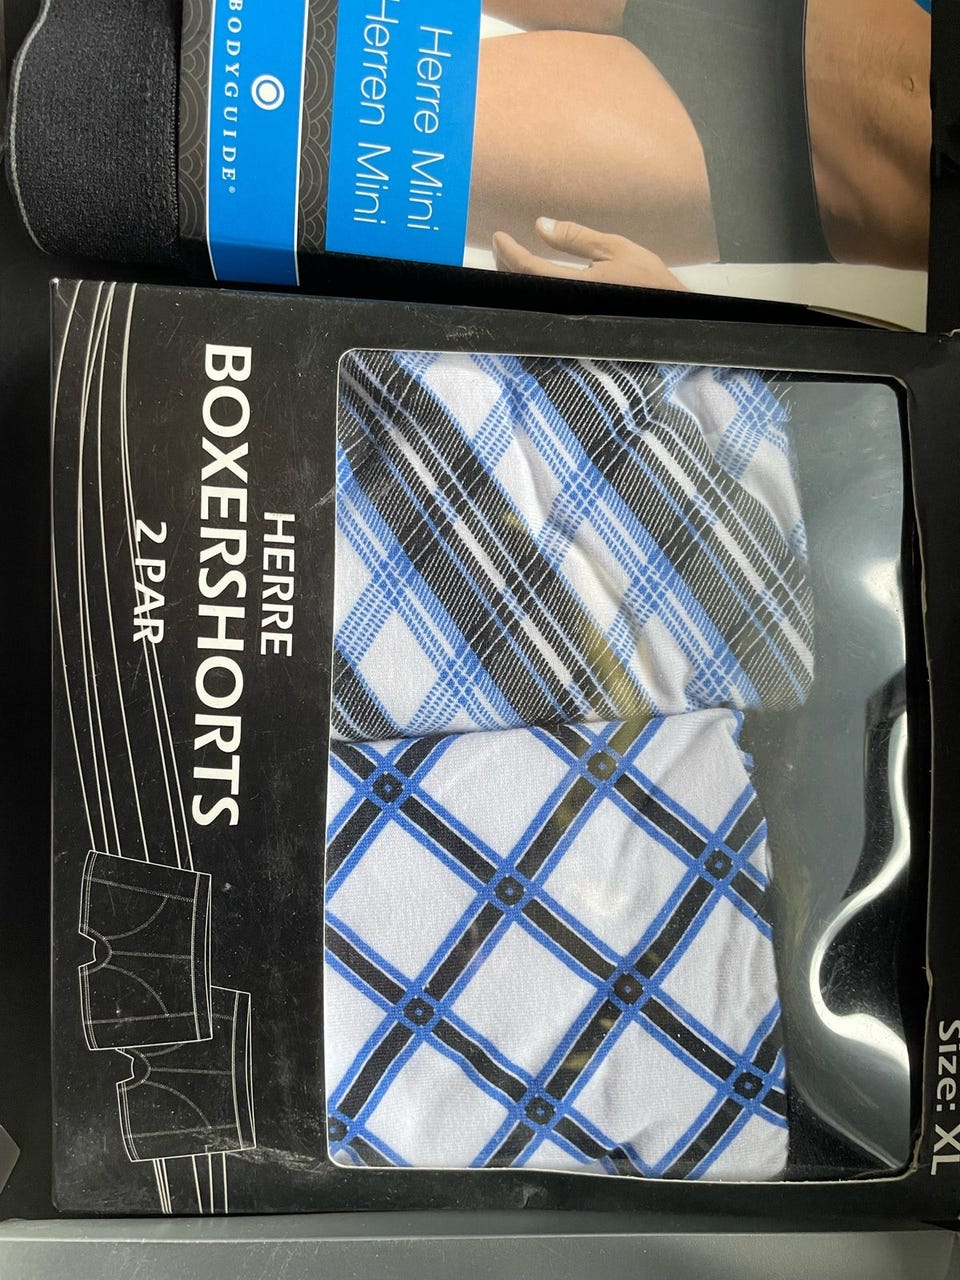 BODYGUIDE®
Herre Mini
Herren Mini
HERRE
BOXERSHORTS
2 PAR
Size: XL